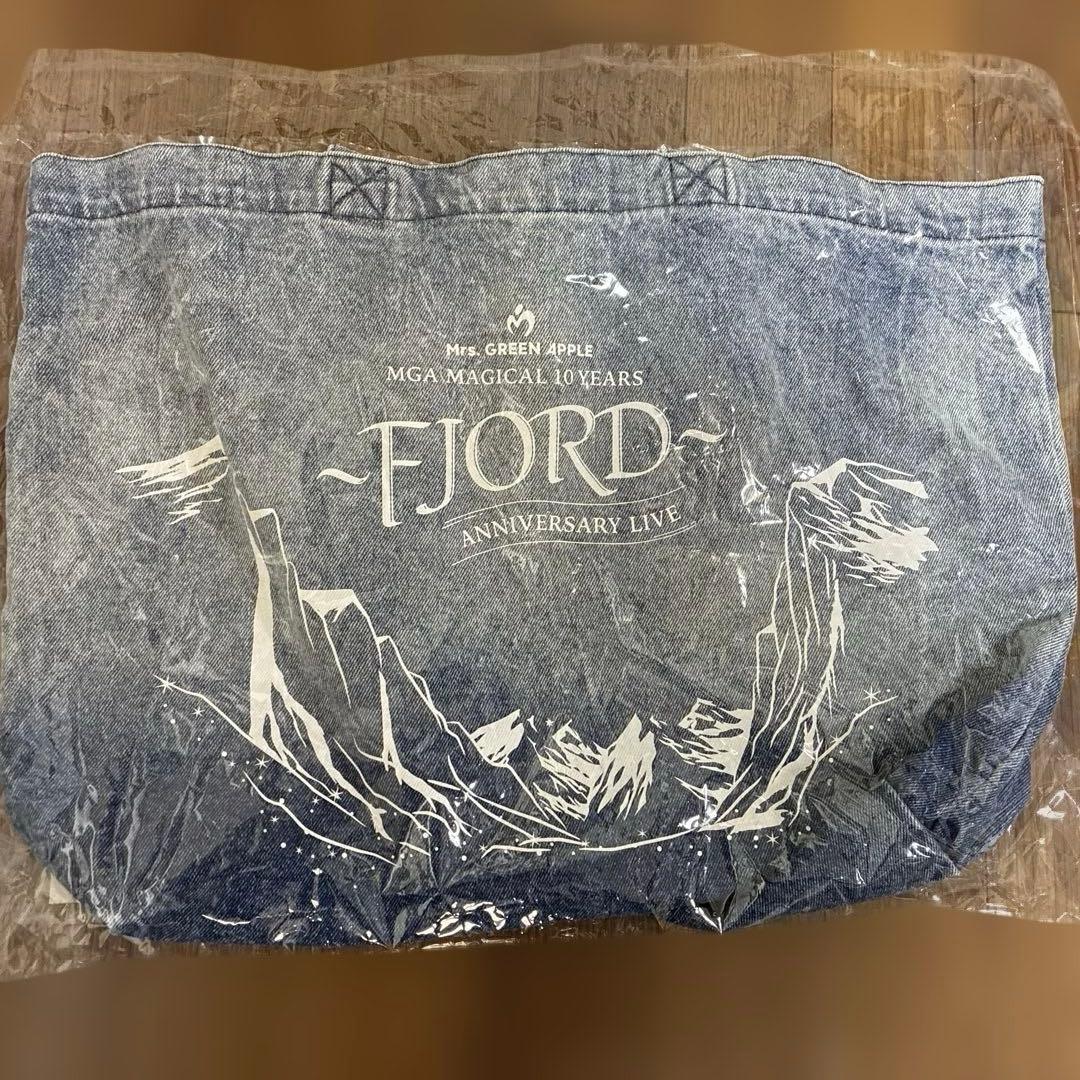 Mrs. GREEN APPLE
MGA MAGICAL 10 YEARS
~FJORD~
ANNIVERSARY LIVE